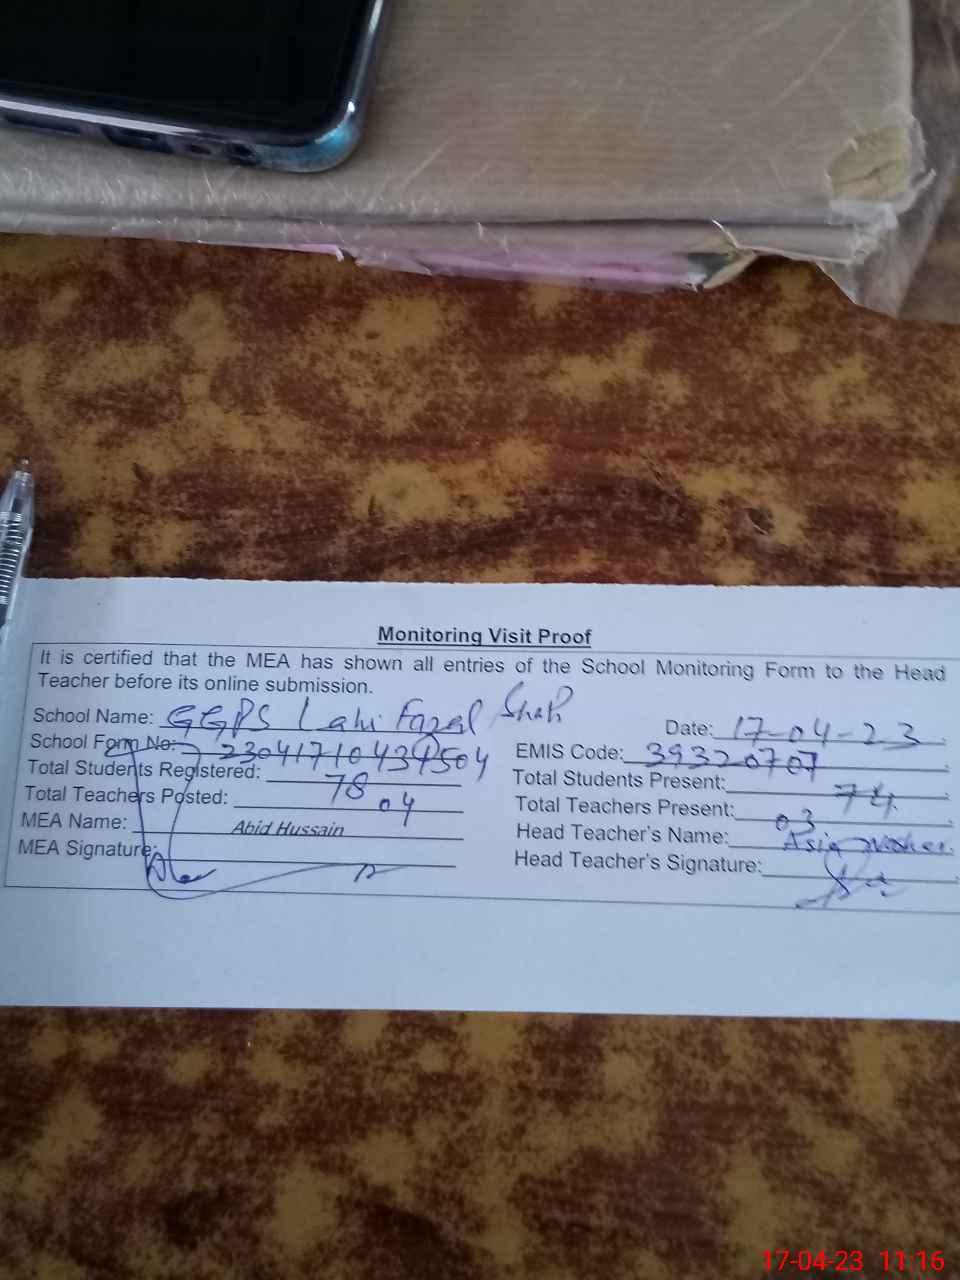 Monitoring Visit Proof
It is certified that the MEA has shown all entries of the School Monitoring Form to the Head
Teacher before its online submission.
School Name: GGPS Lahi Fazal Shah
Date: 17-04-23
School Form No:
EMIS Code: 39320707
Total Students Registered: 78
Total Students Present: 74
Total Teachers Posted: 04
Total Teachers Present: 03
MEA Name: Abid Hussain
Head Teacher's Name: Asia
MEA Signature:
Head Teacher's Signature:
17-04-23 11:16